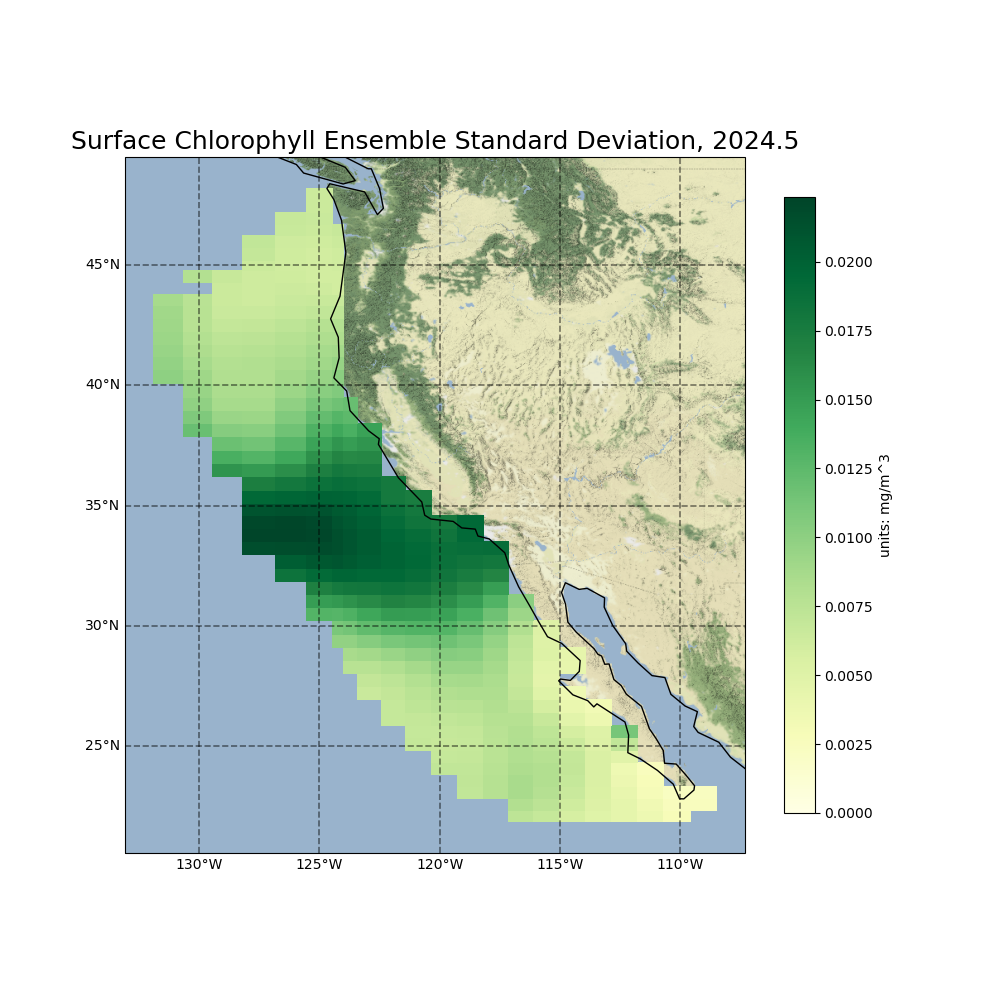 Surface Chlorophyll Ensemble Standard Deviation, 2024.5
45°N
40°N
35°N
30°N
25°N
130°W
125°W
120°W
115°W
110°W
0.0200
0.0175
0.0150
0.0125
0.0100
0.0075
0.0050
0.0025
0.0000
units: mg/m^3